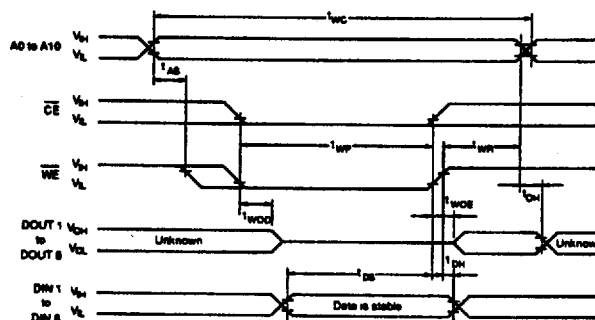 tWC
A0 to A10 VIH
VIL
tAS
CE VIH
VIL
tWP tWR
WE VIH
VIL
tWOD tWOE tOH
DOUT 1 to DOUT 8 VOH
VOL
Unknown Unknow
tDS tDH
DIN 1 to DIN 8 VIH
VIL
Data is stable